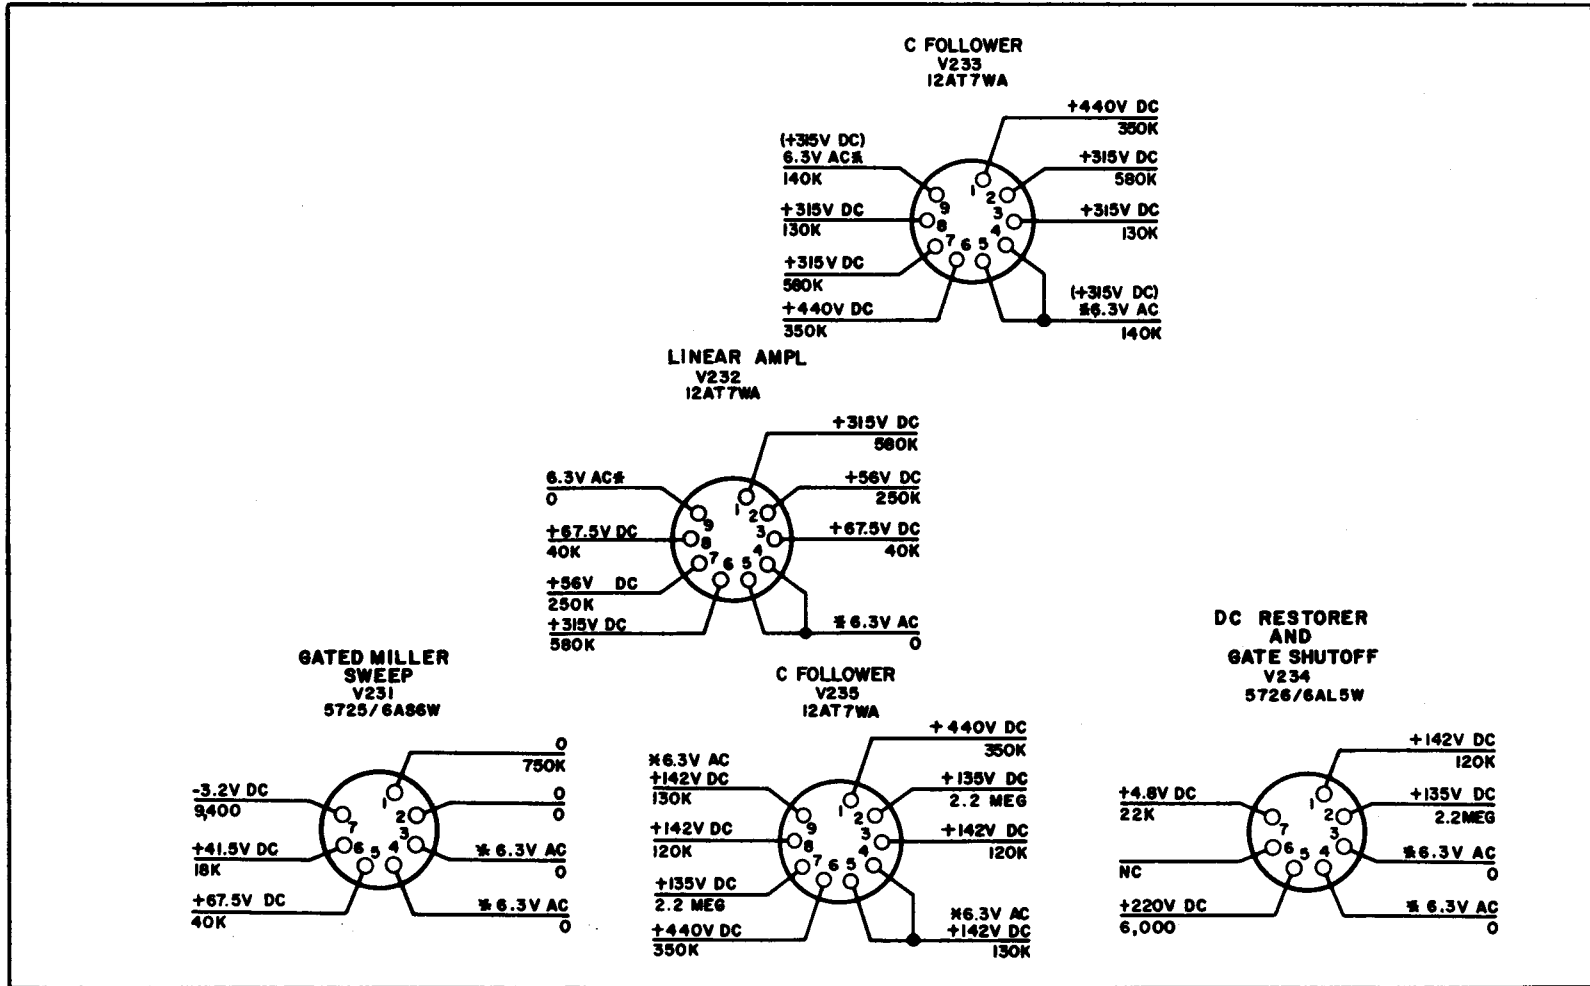 C FOLLOWER
V233
12AT7WA
+440V DC
350K
(+315V DC)
6.3V AC*
140K
+315V DC
580K
+315V DC
130K
+315V DC
130K
+315V DC
580K
+440V DC
350K
(+315V DC)
*6.3V AC
140K
1
2
3
4
5
6
7
8
9
LINEAR AMPL
V232
12AT7WA
+315V DC
580K
6.3V AC*
0
+56V DC
250K
+67.5V DC
40K
+67.5V DC
40K
+56V DC
250K
+315V DC
580K
*6.3V AC
0
1
2
3
4
5
6
7
8
9
GATED MILLER
SWEEP
V231
5725/6AS6W
0
750K
-3.2V DC
9,400
0
0
+41.5V DC
18K
*6.3V AC
0
+67.5V DC
40K
*6.3V AC
0
1
2
3
4
5
6
7
C FOLLOWER
V235
12AT7WA
+440V DC
350K
*6.3V AC
+142V DC
130K
+135V DC
2.2 MEG
+142V DC
120K
+142V DC
120K
+135V DC
2.2 MEG
+440V DC
350K
*6.3V AC
+142V DC
130K
1
2
3
4
5
6
7
8
9
DC RESTORER
AND
GATE SHUTOFF
V234
5726/6AL5W
+142V DC
120K
+4.8V DC
22K
+135V DC
2.2MEG
NC
*6.3V AC
0
+220V DC
6,000
*6.3V AC
0
1
2
3
4
5
6
7